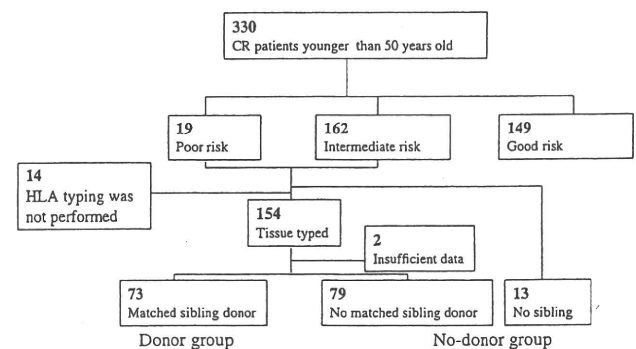 330
CR patients younger than 50 years old
19
Poor risk
162
Intermediate risk
149
Good risk
14
HLA typing was
not performed
154
Tissue typed
2
Insufficient data
73
Matched sibling donor
79
No matched sibling donor
13
No sibling
Donor group
No-donor group